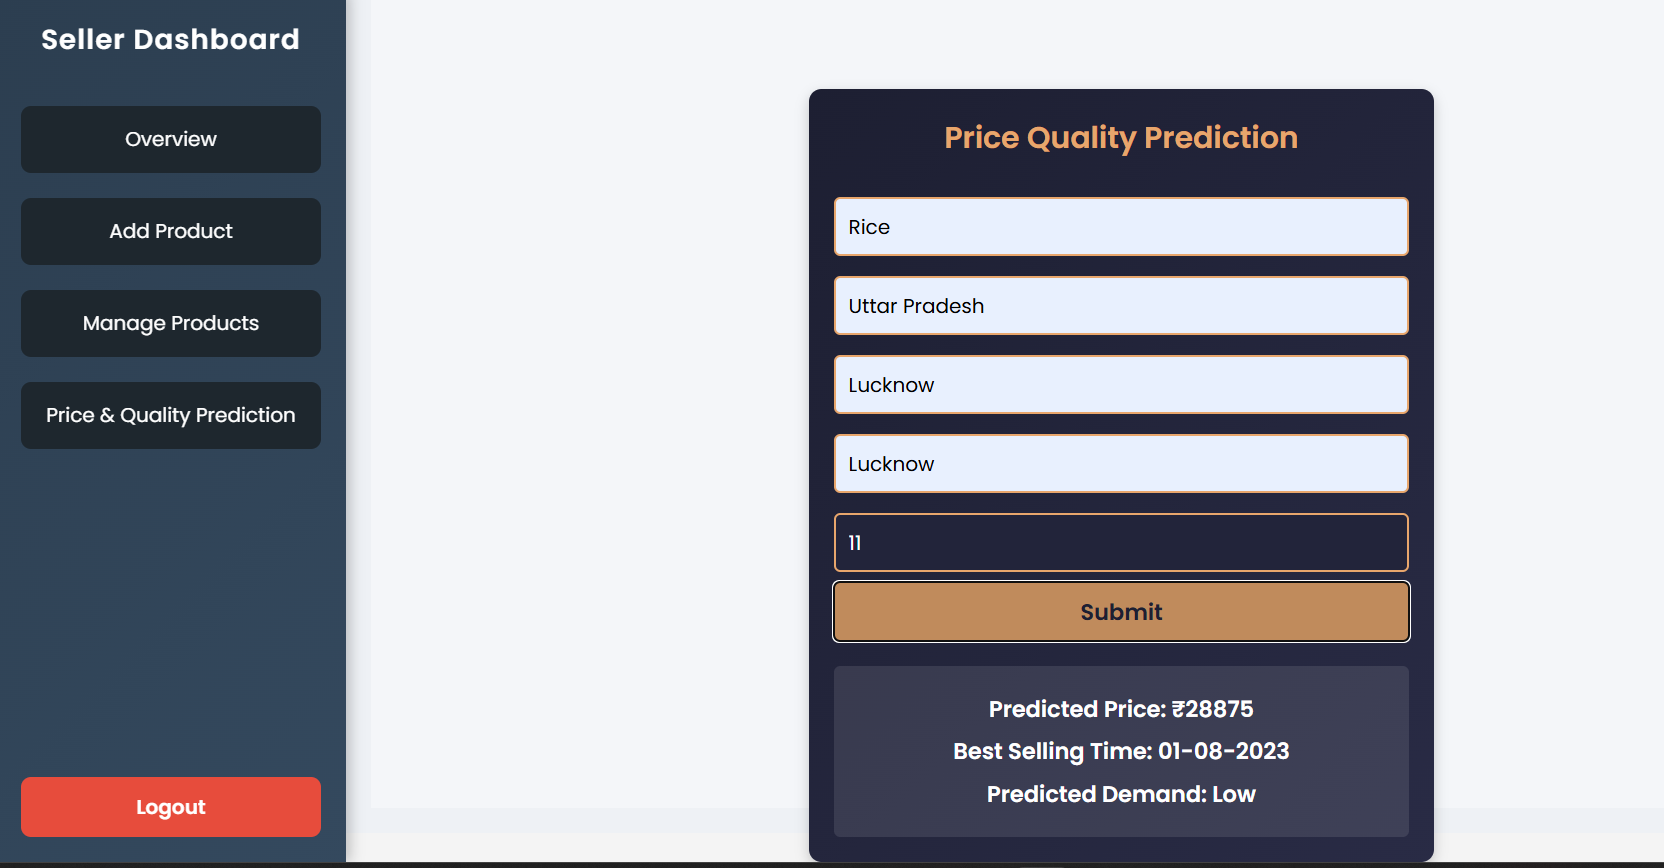 Seller Dashboard
Overview
Add Product
Manage Products
Price & Quality Prediction
Logout
Price Quality Prediction
Rice
Uttar Pradesh
Lucknow
Lucknow
11
Submit
Predicted Price: ₹28875
Best Selling Time: 01-08-2023
Predicted Demand: Low